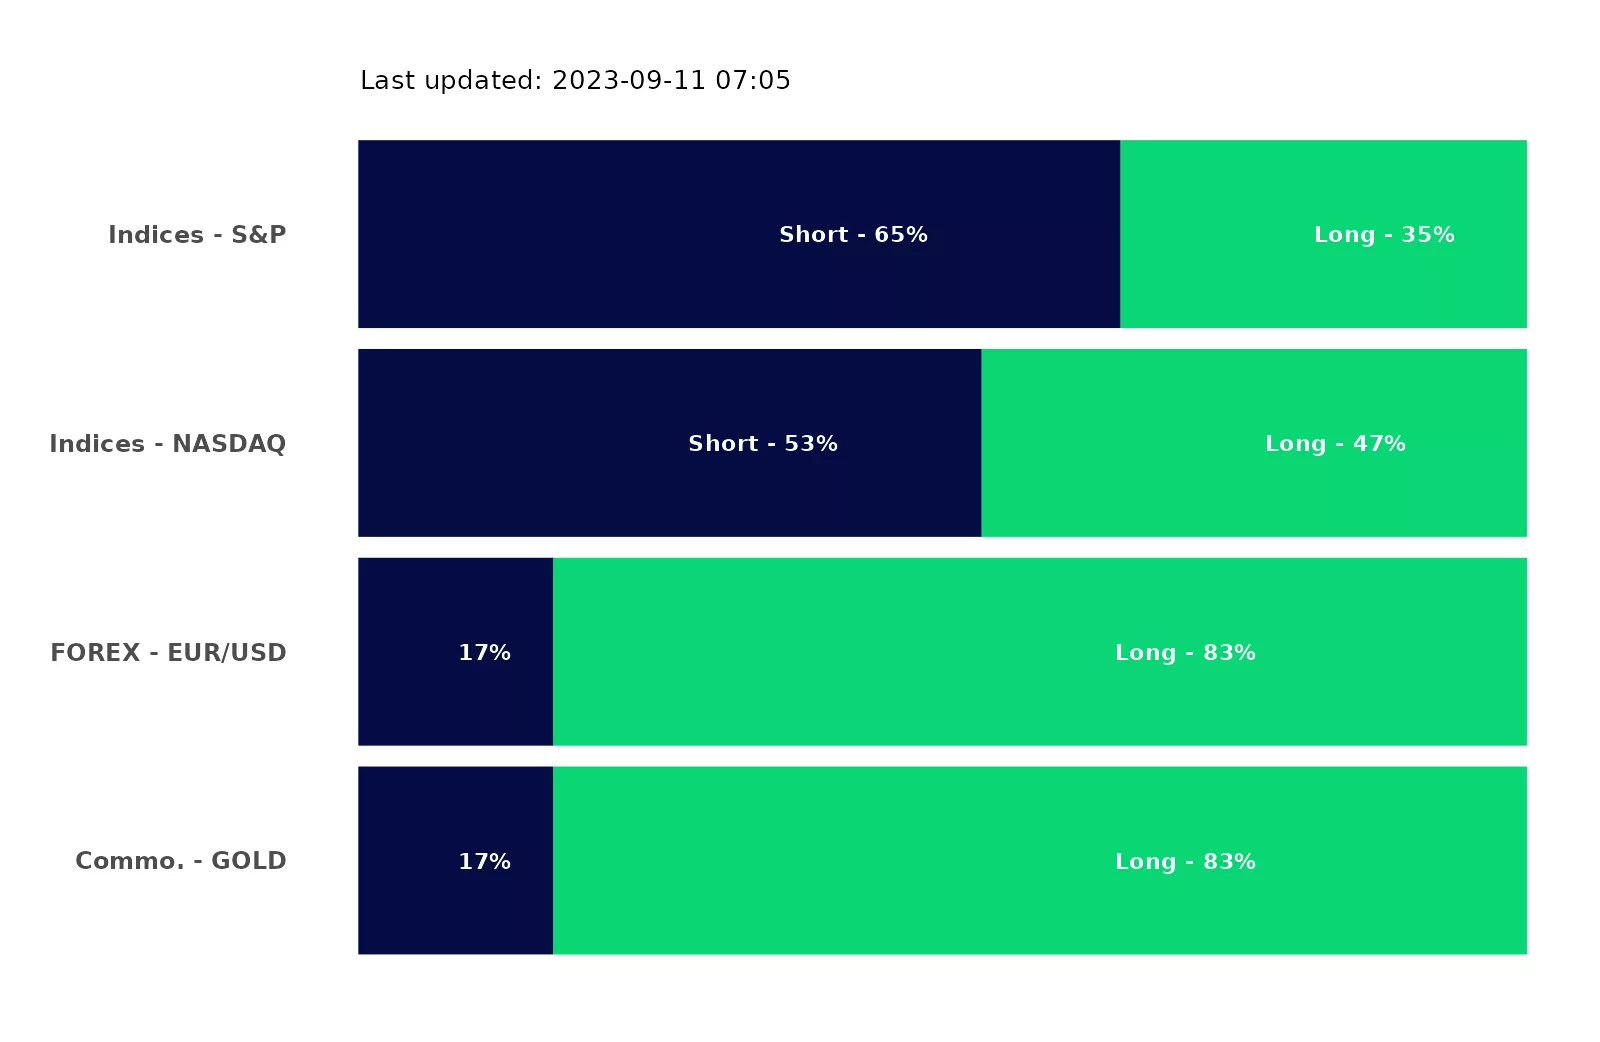 Last updated: 2023-09-11 07:05
Indices - S&P
Short - 65%
Long - 35%
Indices - NASDAQ
Short - 53%
Long - 47%
FOREX - EUR/USD
17%
Long - 83%
Commo. - GOLD
17%
Long - 83%